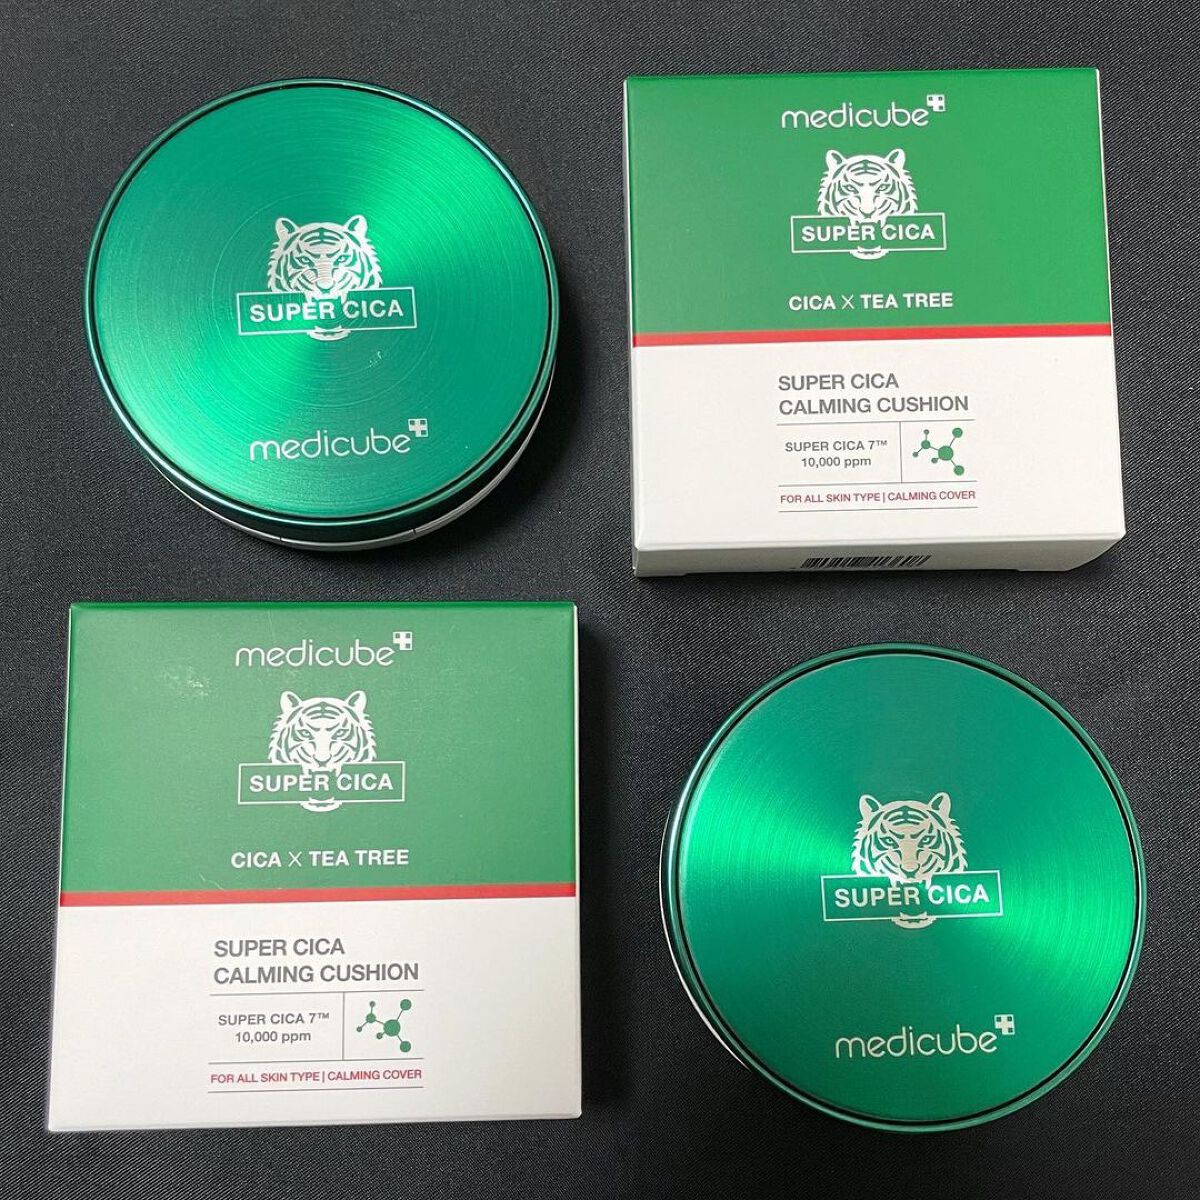 SUPER CICA
medicube
medicube
SUPER CICA
CICA X TEA TREE
SUPER CICA
CALMING CUSHION
SUPER CICA 7™
10,000 ppm
FOR ALL SKIN TYPE | CALMING COVER
medicube
SUPER CICA
CICA X TEA TREE
SUPER CICA
CALMING CUSHION
SUPER CICA 7™
10,000 ppm
FOR ALL SKIN TYPE | CALMING COVER
SUPER CICA
medicube